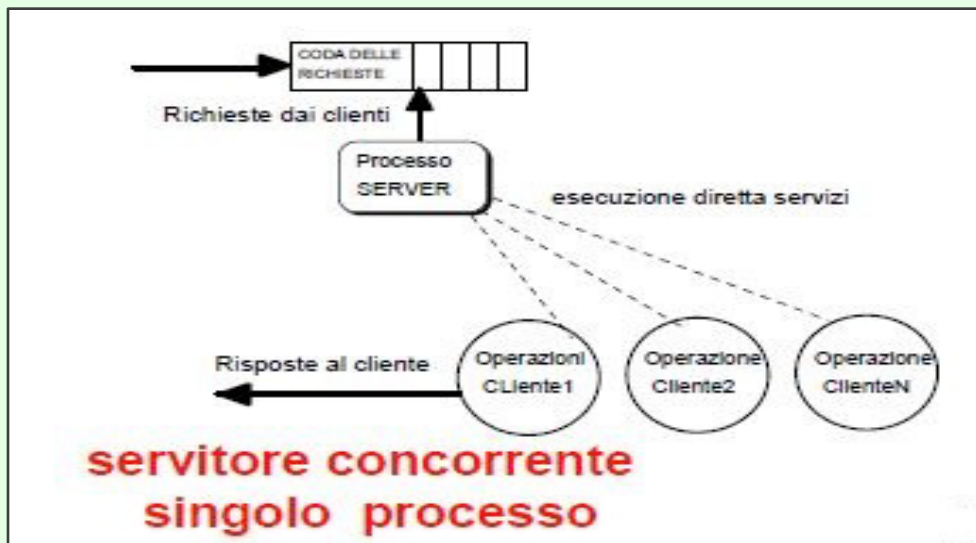 CODA DELLE
RICHIESTE
Richieste dai clienti
Processo
SERVER
esecuzione diretta servizi
Risposte al cliente
Operazioni
CLiente1
Operazione
Cliente2
Operazione
ClienteN
servitore concorrente
singolo processo